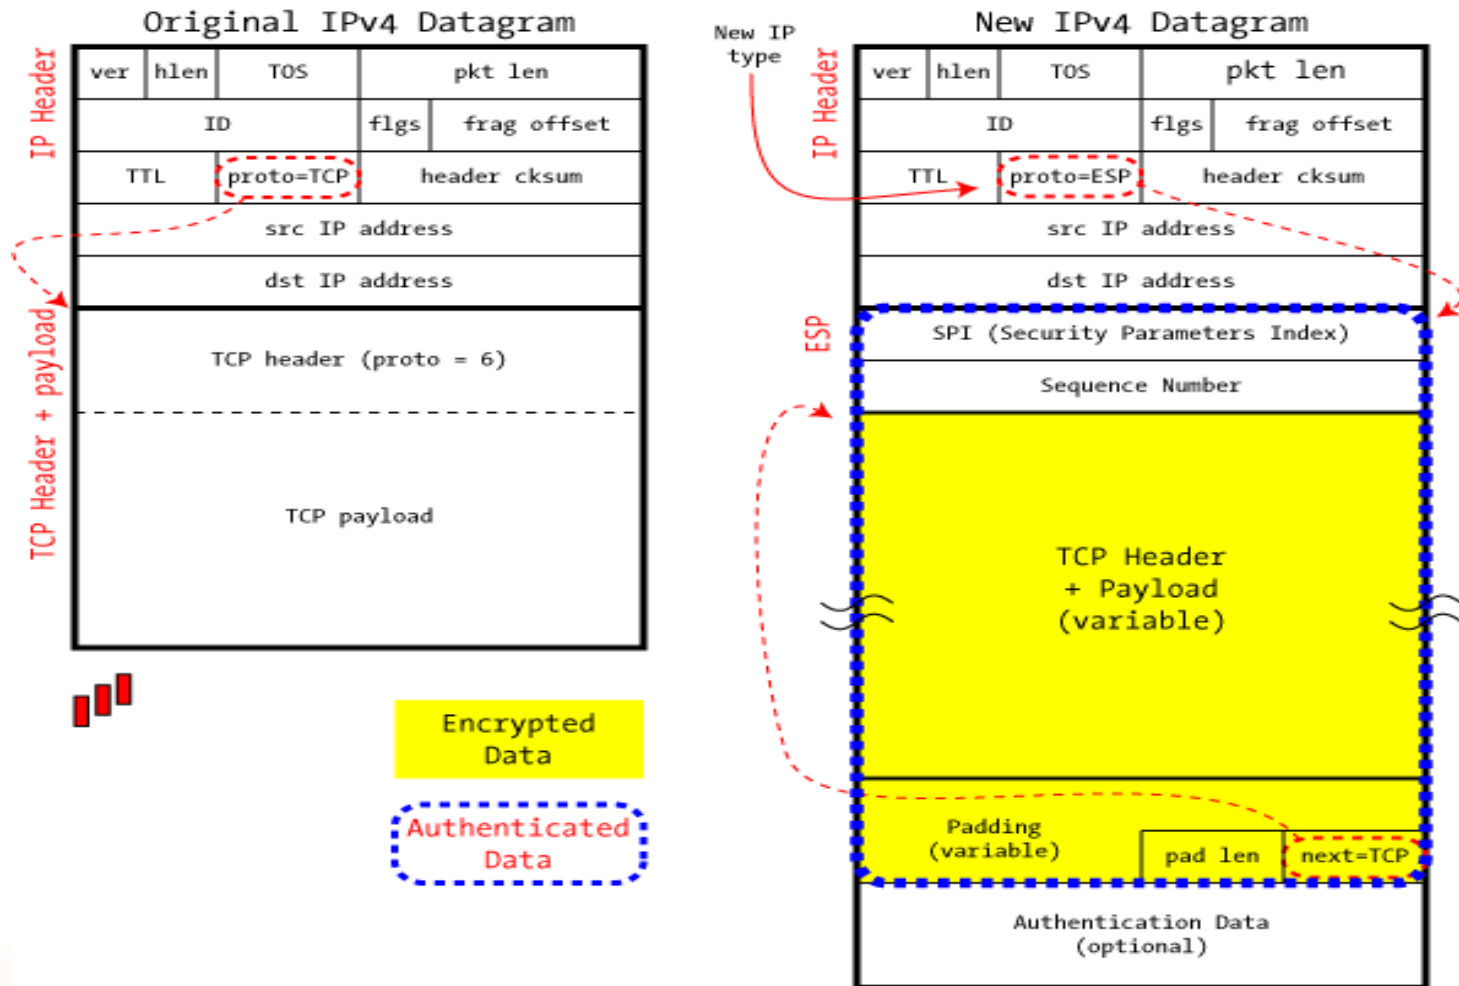 Original IPv4 Datagram
IP Header
ver hlen TOS pkt len
ID flgs frag offset
TTL proto=TCP header cksum
src IP address
dst IP address
TCP Header + payload
TCP header (proto = 6)
TCP payload
Encrypted
Data
Authenticated
Data
New IPv4 Datagram
New IP
type
IP Header
ver hlen TOS pkt len
ID flgs frag offset
TTL proto=ESP header cksum
src IP address
dst IP address
ESP
SPI (Security Parameters Index)
Sequence Number
TCP Header
+ Payload
(variable)
Padding
(variable)
pad len next=TCP
Authentication Data
(optional)